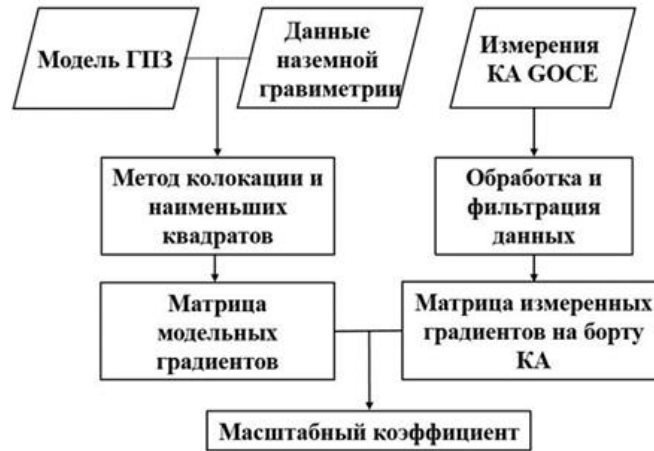 Модель ГПЗ
Данные
наземной
гравиметрии
Измерения
КА GOCE
Метод колокации и
наименьших
квадратов
Обработка и
фильтрация
данных
Матрица
модельных
градиентов
Матрица измеренных
градиентов на борту
КА
Масштабный коэффициент